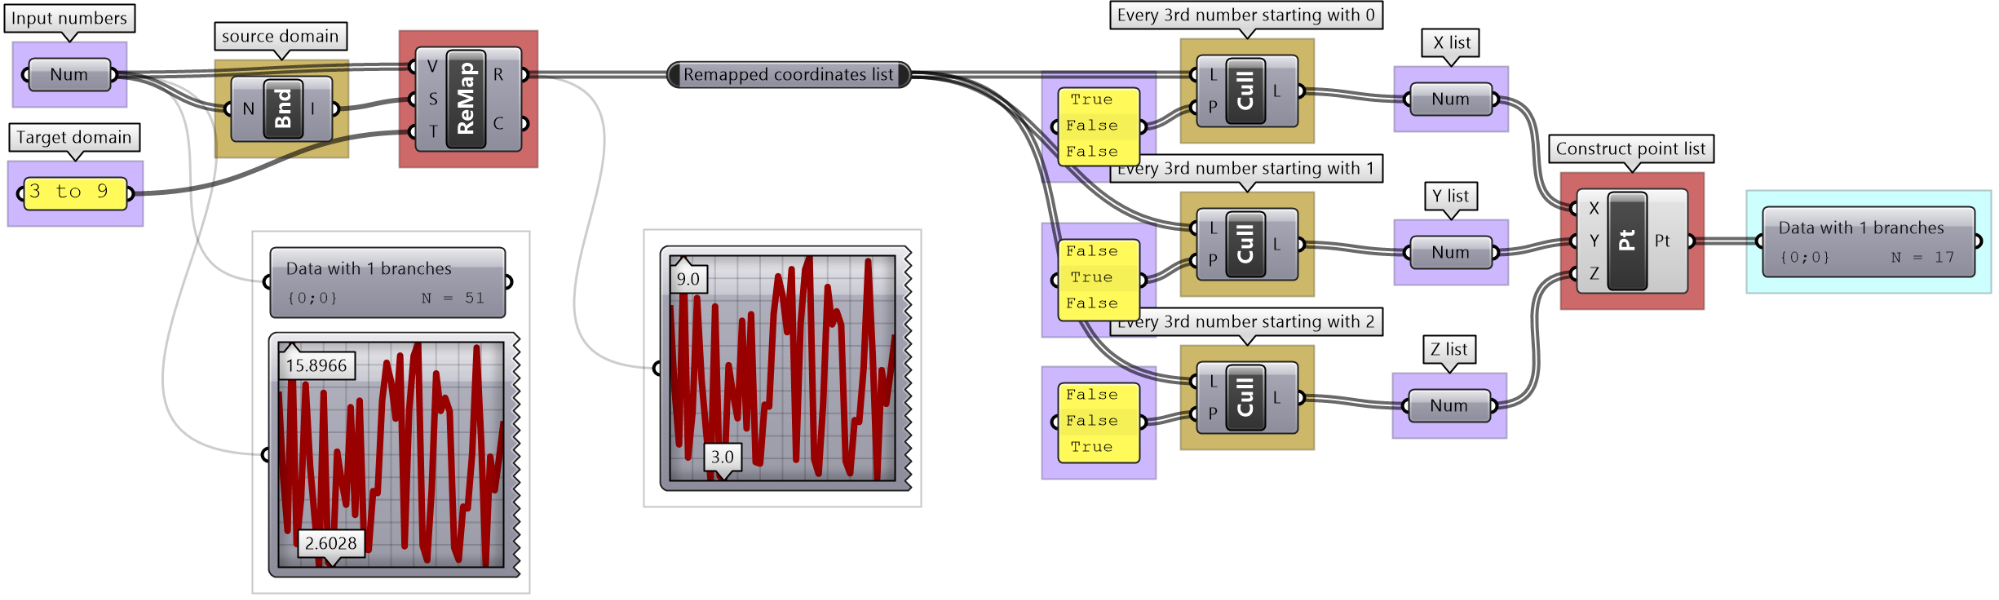 Input numbers
Num
Target domain
3 to 9
source domain
N
Bnd
I
V
S
T
ReMap
R
C
Data with 1 branches
{0;0} N = 51
15.8966
2.6028
9.0
3.0
Remapped coordinates list
Every 3rd number starting with 0
True
False
False
L
P
Cull
L
X list
Num
Every 3rd number starting with 1
False
True
False
L
P
Cull
L
Y list
Num
Every 3rd number starting with 2
False
False
True
L
P
Cull
L
Z list
Num
Construct point list
X
Y
Z
Pt
Pt
Data with 1 branches
{0;0} N = 17